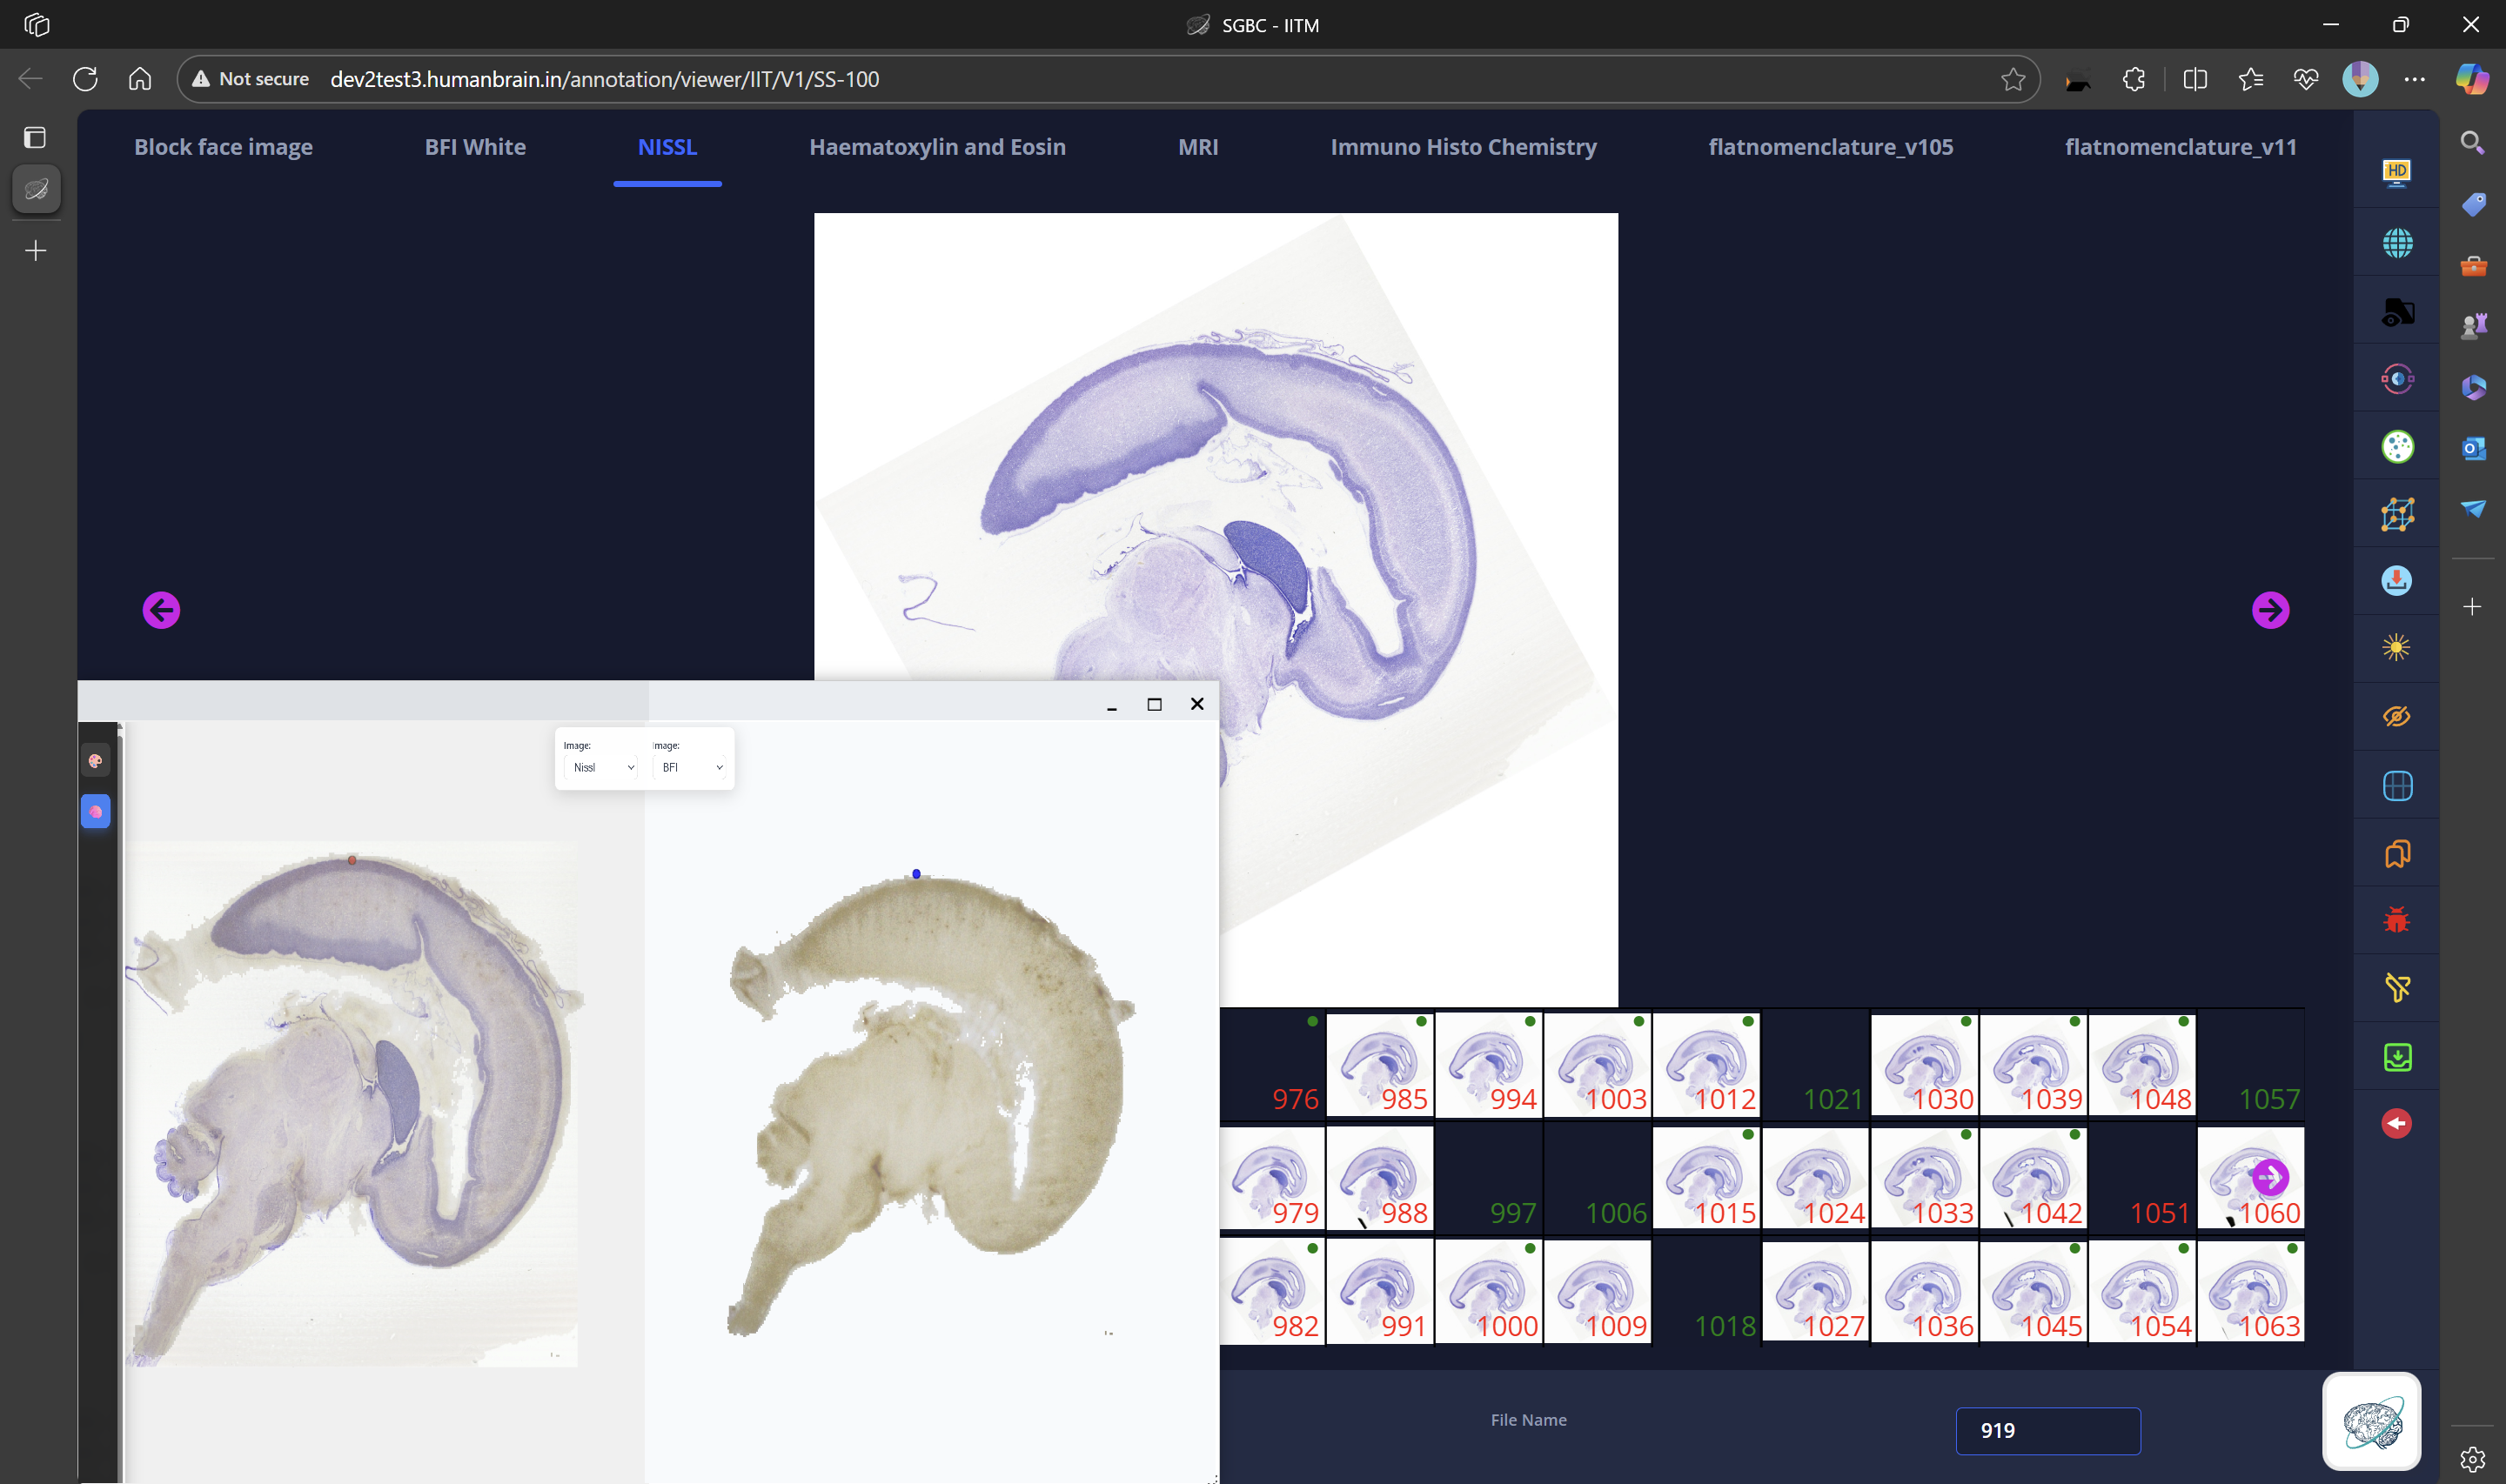 SGBC - IITM
Not secure dev2test3.humanbrain.in/annotation/viewer/IIT/V1/SS-100
Block face image BFI White NISSL Haematoxylin and Eosin MRI Immuno Histo Chemistry flatnomenclature_v105 flatnomenclature_v11
HD
Image: Image:
Nissl BFI
976 985 994 1003 1012 1021 1030 1039 1048 1057
979 988 997 1006 1015 1024 1033 1042 1051 1060
982 991 1000 1009 1018 1027 1036 1045 1054 1063
File Name 919